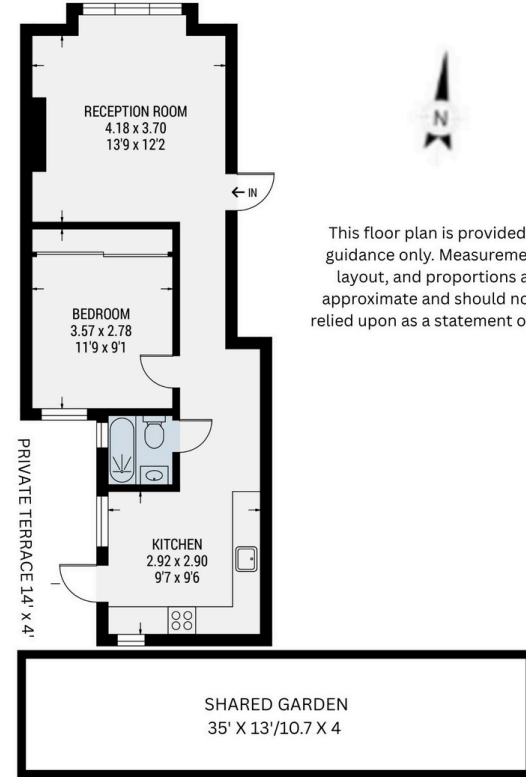 RECEPTION ROOM
4.18 x 3.70
13'9 x 12'2
N
← IN
This floor plan is provided
guidance only. Measureme
layout, and proportions a
approximate and should no
relied upon as a statement o
BEDROOM
3.57 x 2.78
11'9 x 9'1
PRIVATE TERRACE 14' x 4'
KITCHEN
2.92 x 2.90
9'7 x 9'6
SHARED GARDEN
35' X 13'/10.7 X 4